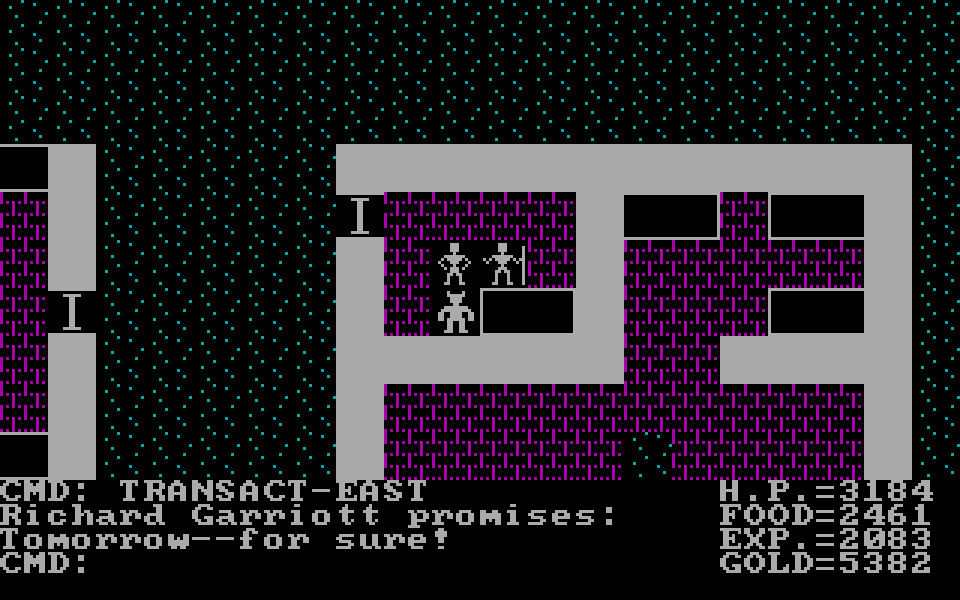 CMD: TRANSACT-EAST
Richard Garriott promises:
Tomorrow--for sure!
CMD:
H.P.=3184
FOOD=2461
EXP.=2083
GOLD=5382